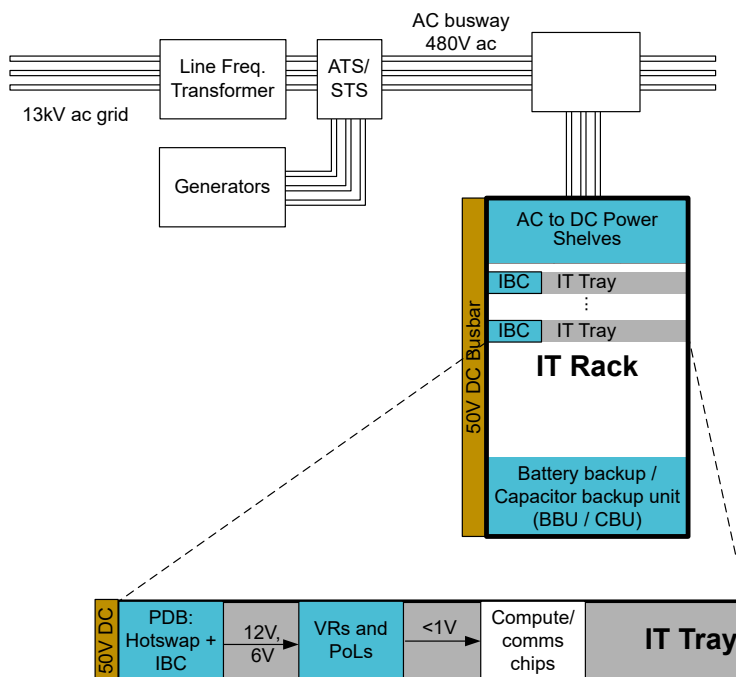 AC busway
480V ac
Line Freq.
Transformer
ATS/
STS
13kV ac grid
Generators
AC to DC Power
Shelves
IBC
IT Tray
⋮
IBC
IT Tray
IT Rack
50V DC Busbar
Battery backup /
Capacitor backup unit
(BBU / CBU)
50V DC
PDB:
Hotswap +
IBC
12V,
6V
VRs and
PoLs
<1V
Compute/
comms
chips
IT Tray